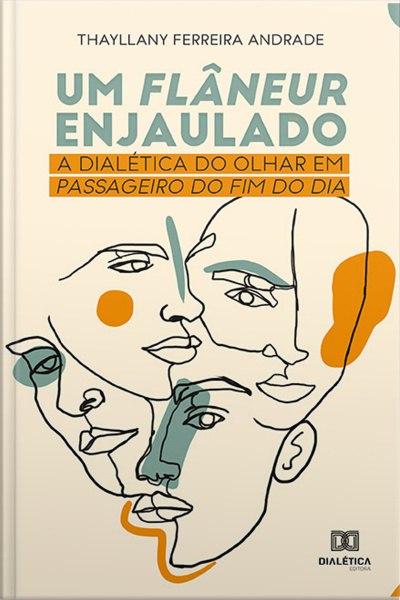 THAYLLANY FERREIRA ANDRADE
UM FLÂNEUR
ENJAULADO
A DIALÉTICA DO OLHAR EM
PASSAGEIRO DO FIM DO DIA
DIALÉTICA
EDITORA